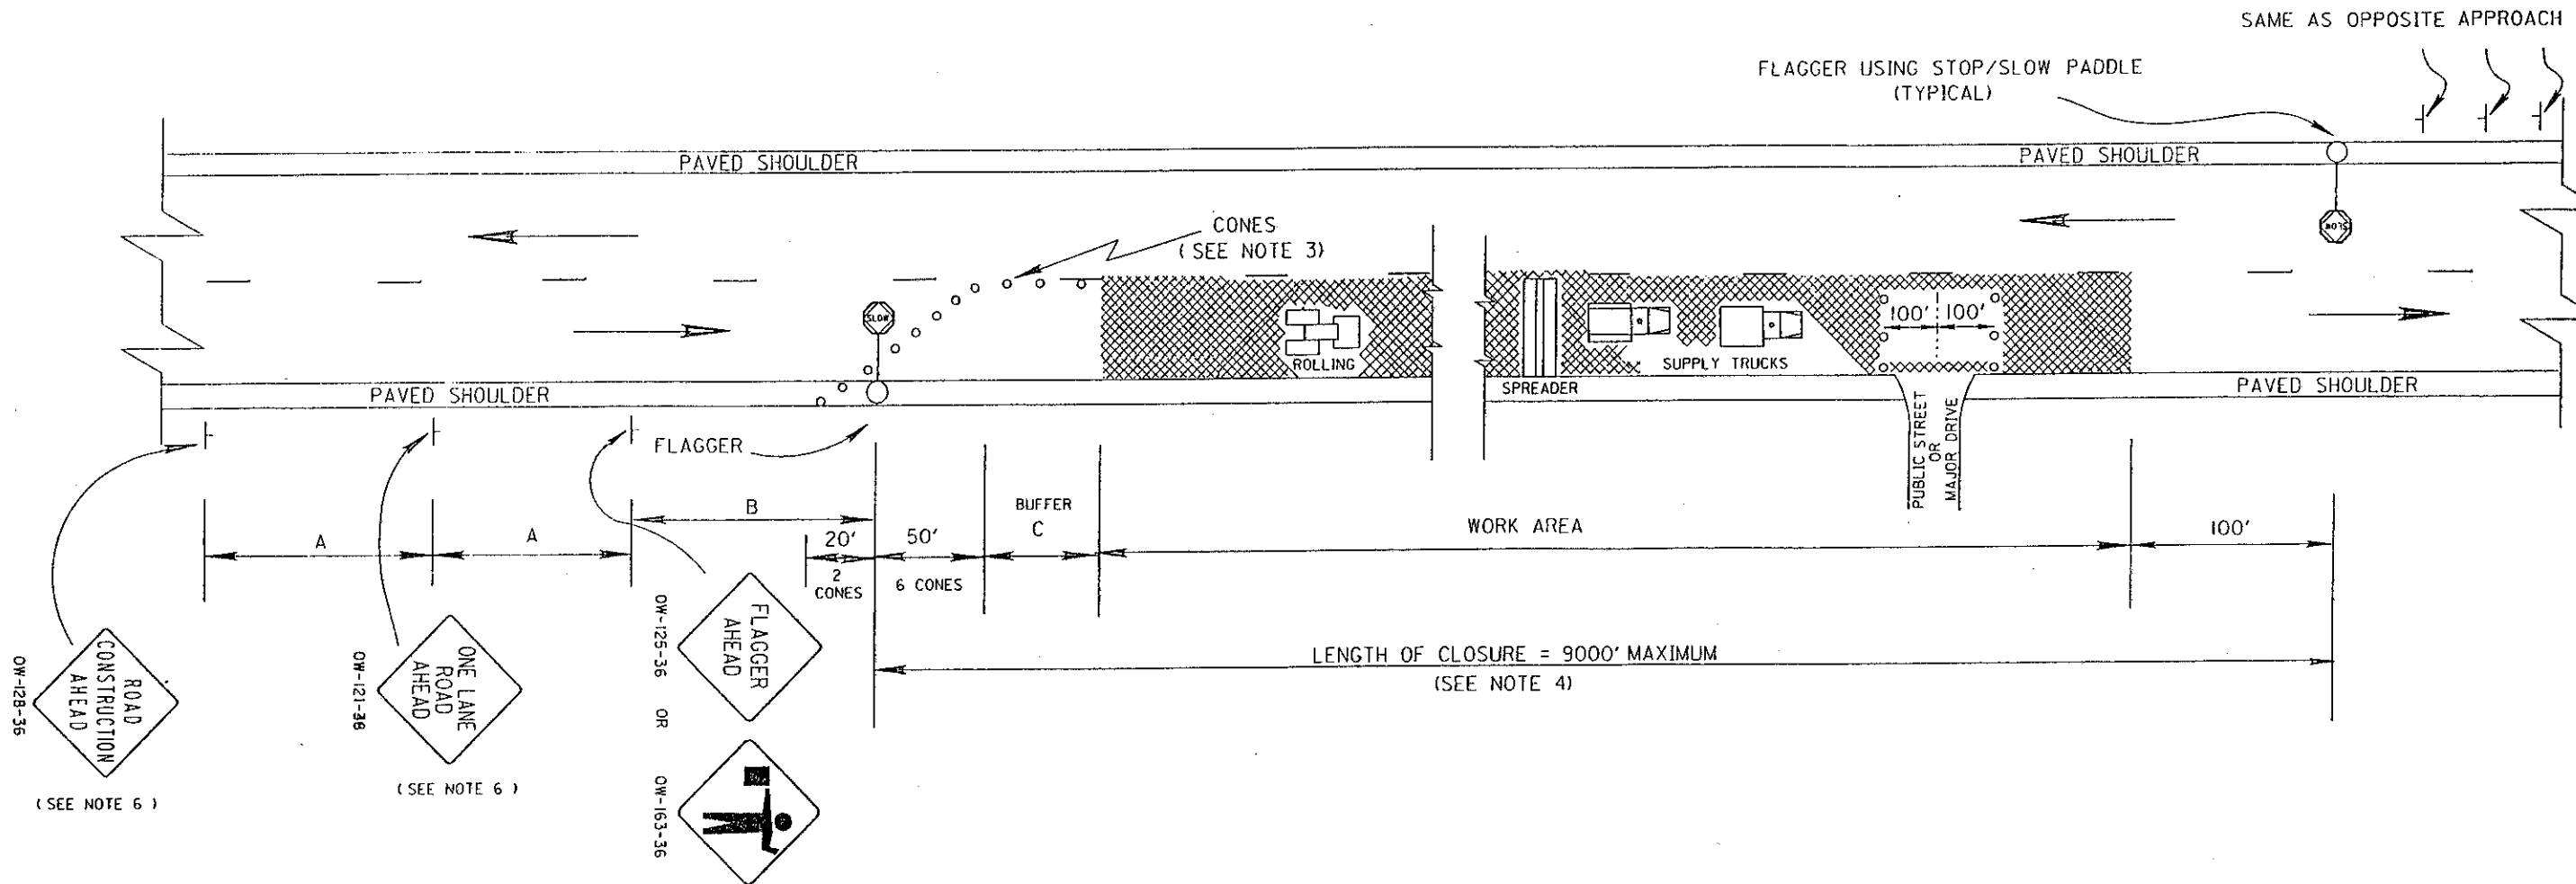 SAME AS OPPOSITE APPROACH
FLAGGER USING STOP/SLOW PADDLE
(TYPICAL)
PAVED SHOULDER
PAVED SHOULDER
CONES
(SEE NOTE 3)
SLOW
SLOW
100' 100'
ROLLING
SUPPLY TRUCKS
SPREADER
PAVED SHOULDER
PAVED SHOULDER
FLAGGER
PUBLIC STREET
OR
MAJOR DRIVE
A
A
B
20'
2
CONES
50'
6 CONES
BUFFER
C
WORK AREA
100'
LENGTH OF CLOSURE = 9000' MAXIMUM
(SEE NOTE 4)
ROAD
CONSTRUCTION
AHEAD
OW-128-36
(SEE NOTE 6)
ONE LANE
ROAD
AHEAD
OW-121-36
(SEE NOTE 6)
FLAGGER
AHEAD
OW-125-36 OR OW-163-36